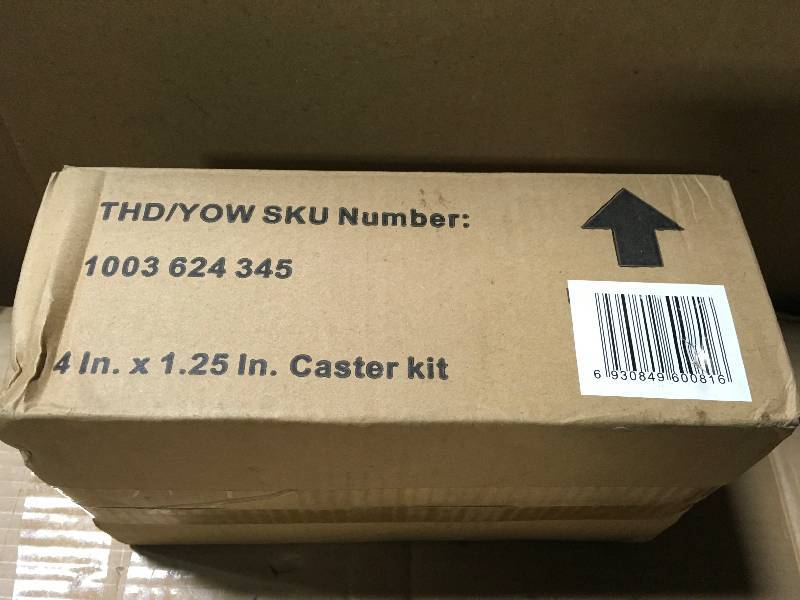 THD/YOW SKU Number:
1003 624 345
4 In. x 1.25 In. Caster kit
6 930849 600816